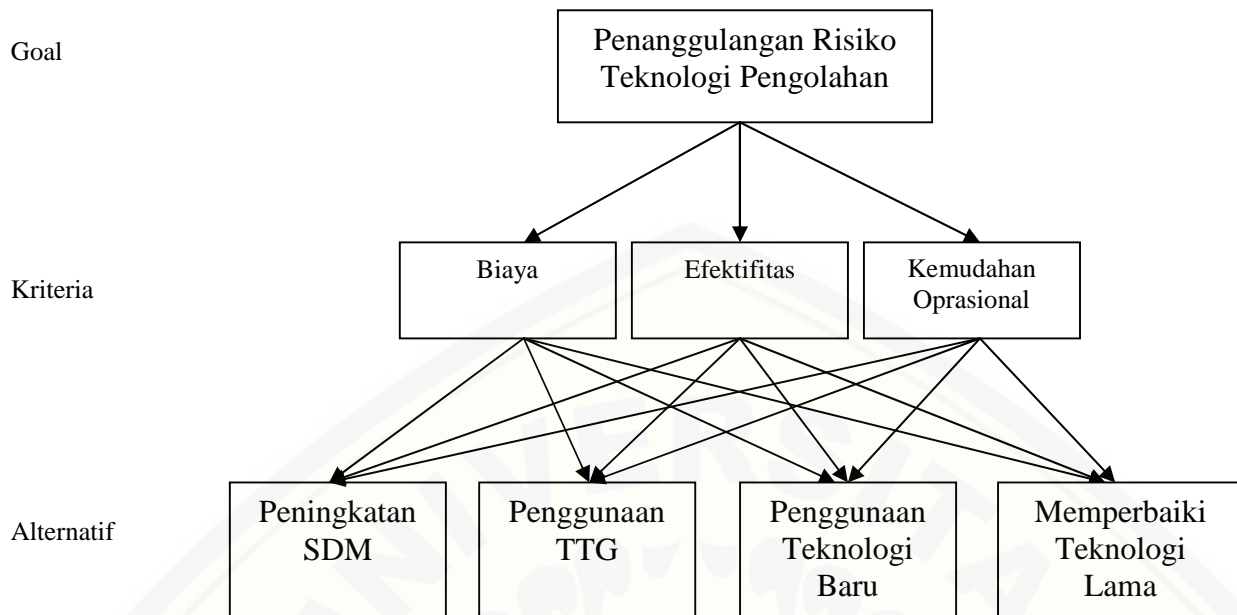 Goal
Penanggulangan Risiko
Teknologi Pengolahan
Kriteria
Biaya
Efektifitas
Kemudahan
Oprasional
Alternatif
Peningkatan
SDM
Penggunaan
TTG
Penggunaan
Teknologi
Baru
Memperbaiki
Teknologi
Lama
UNIVERSITA